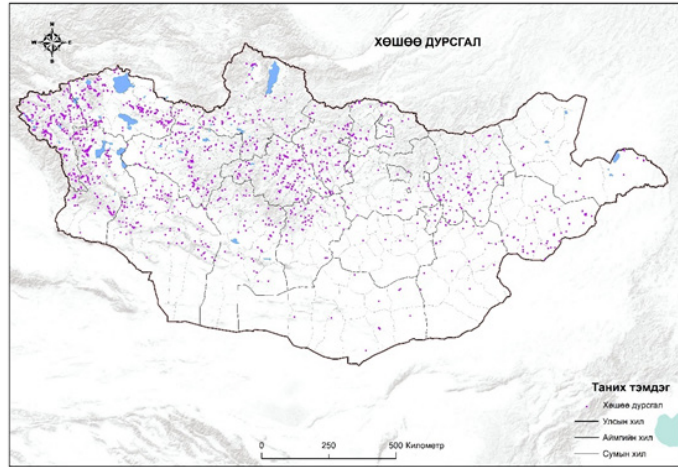 ХӨШӨӨ ДУРСГАЛ
N
W E
S
Таних тэмдэг
Хөшөө дурсгал
Улсын хил
Аймгийн хил
Сумын хил
0 250 500 Километр